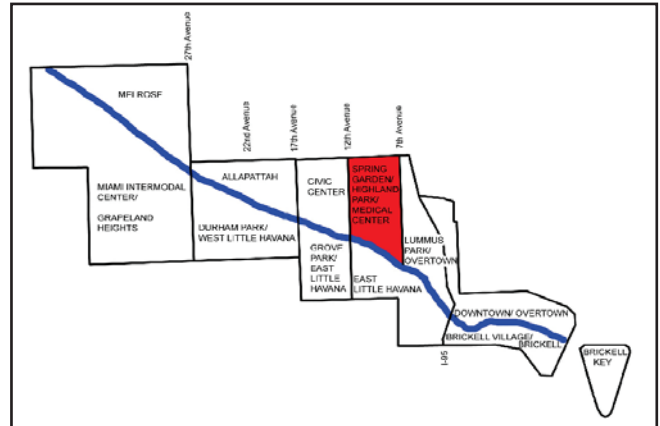 27th Avenue
MELROSE
22nd Avenue
17th Avenue
12th Avenue
7th Avenue
MIAMI INTERMODAL
CENTER/
GRAPELAND
HEIGHTS
ALLAPATTAH
DURHAM PARK/
WEST LITTLE HAVANA
CIVIC
CENTER
GROVE
PARK/
EAST
LITTLE
HAVANA
SPRING
GARDEN/
HIGHLAND
PARK/
MEDICAL
CENTER
EAST
LITTLE HAVANA
LUMMUS
PARK/
OVERTOWN
DOWNTOWN/ OVERTOWN
BRICKELL VILLAGE/
BRICKELL
I-95
BRICKELL
KEY